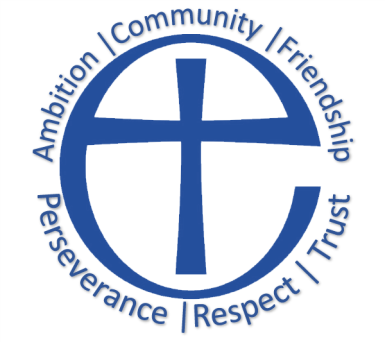 Ambition |Community |Friendship
Perseverance |Respect | Trust